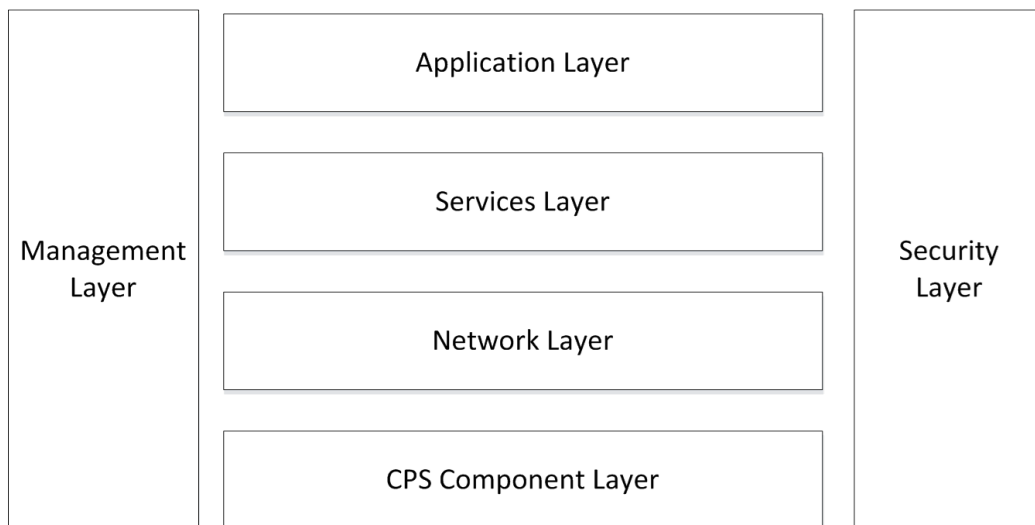 Application Layer
Services Layer
Management
Layer
Security
Layer
Network Layer
CPS Component Layer